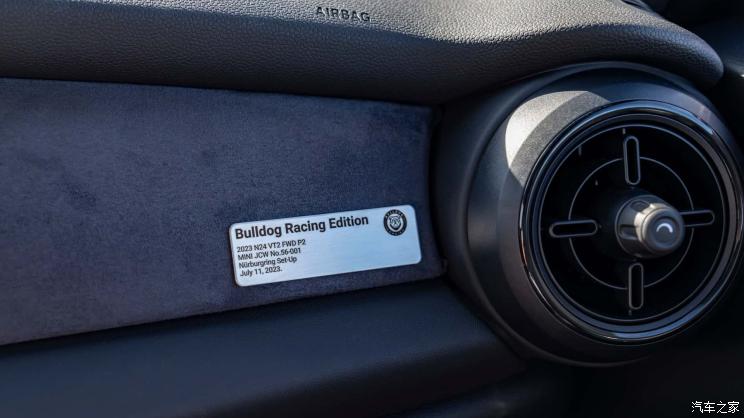 AIRBAG
Bulldog Racing Edition
2023 N24 VT2 FWD P2
MINI JCW No.56-001
Nürburgring Set-Up
July 11, 2023.
汽车之家